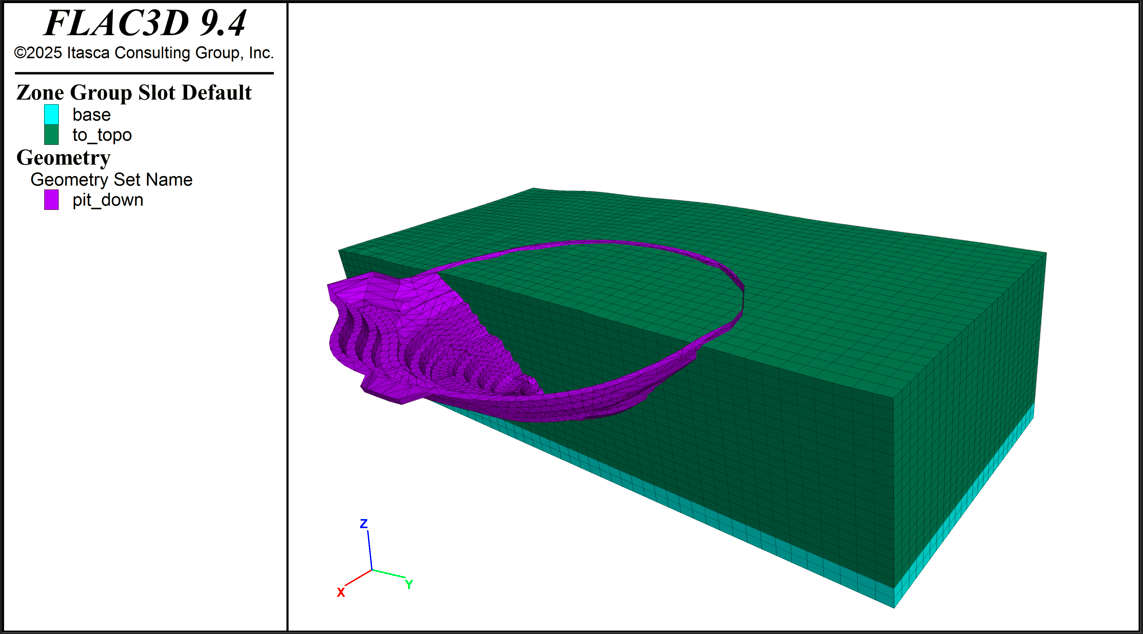 FLAC3D 9.4
©2025 Itasca Consulting Group, Inc.
Zone Group Slot Default
base
to_topo
Geometry
Geometry Set Name
pit_down
Z
Y
X